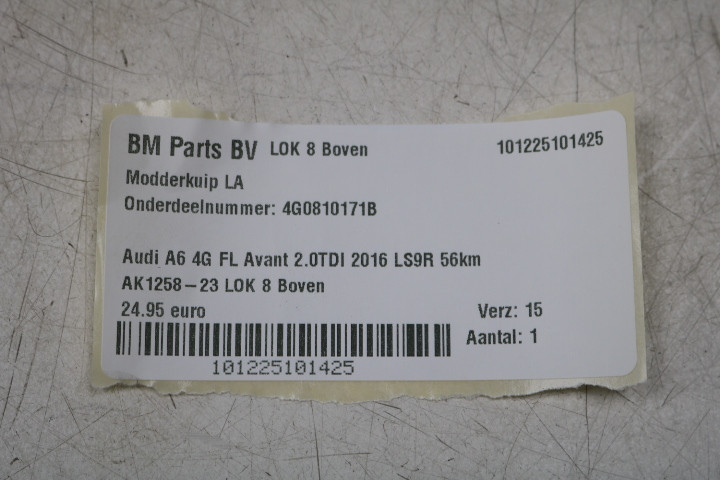 BM Parts BV LOK 8 Boven 101225101425
Modderkuip LA
Onderdeelnummer: 4G0810171B
Audi A6 4G FL Avant 2.0TDI 2016 LS9R 56km
AK1258-23 LOK 8 Boven
24.95 euro Verz: 15
Aantal: 1
101225101425